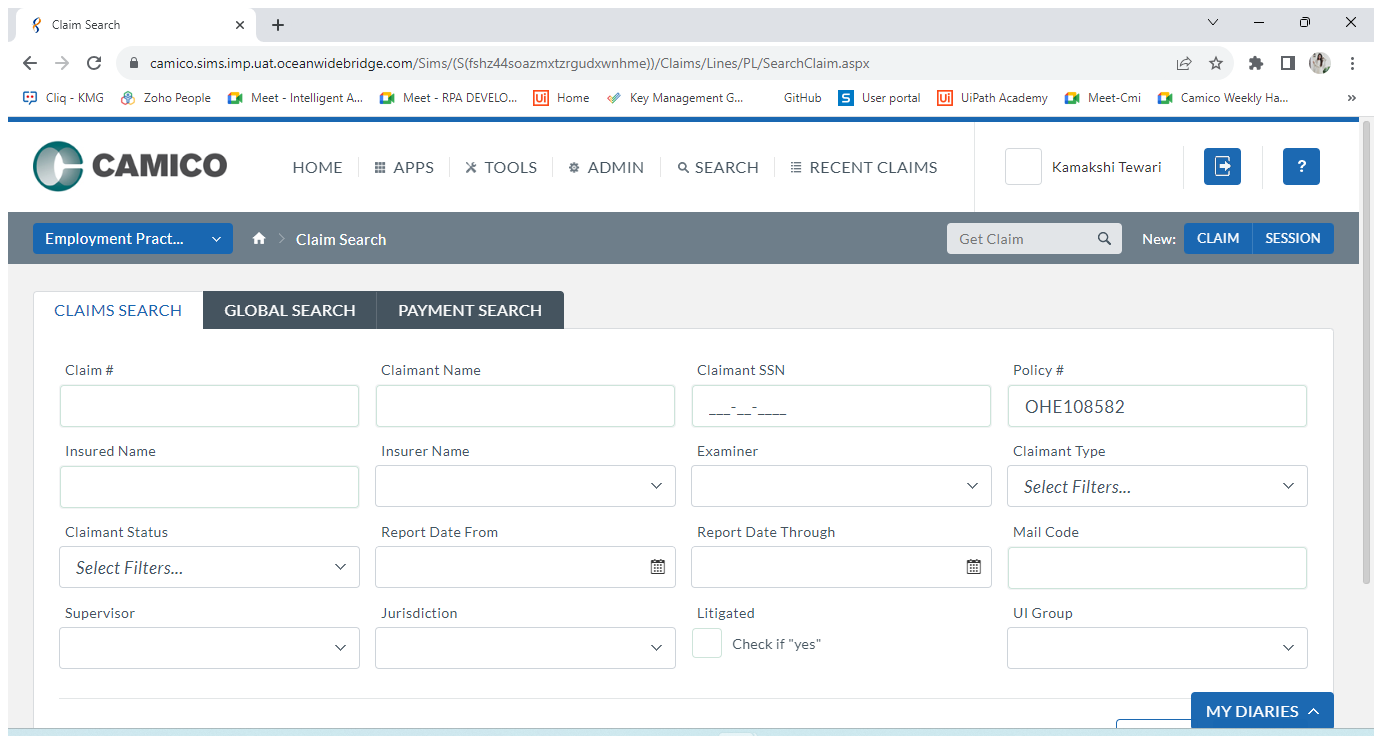 Claim Search
camico.sims.imp.uat.oceanwidebridge.com/Sims/(S(fshz44soazmxtzrgudxwnhme))/Claims/Lines/PL/SearchClaim.aspx
Cliq - KMG Zoho People Meet - Intelligent A... Meet - RPA DEVELO... Ui Home Key Management G... GitHub S User portal Ui UiPath Academy Meet-Cmi Camico Weekly Ha... »
CAMICO HOME APPS TOOLS ADMIN SEARCH RECENT CLAIMS Kamakshi Tewari ?
Employment Pract... Claim Search Get Claim New: CLAIM SESSION
CLAIMS SEARCH GLOBAL SEARCH PAYMENT SEARCH
Claim # Claimant Name Claimant SSN Policy #
___-__-____ OHE108582
Insured Name Insurer Name Examiner Claimant Type
Select Filters...
Claimant Status Report Date From Report Date Through Mail Code
Select Filters...
Supervisor Jurisdiction Litigated UI Group
Check if "yes"
MY DIARIES